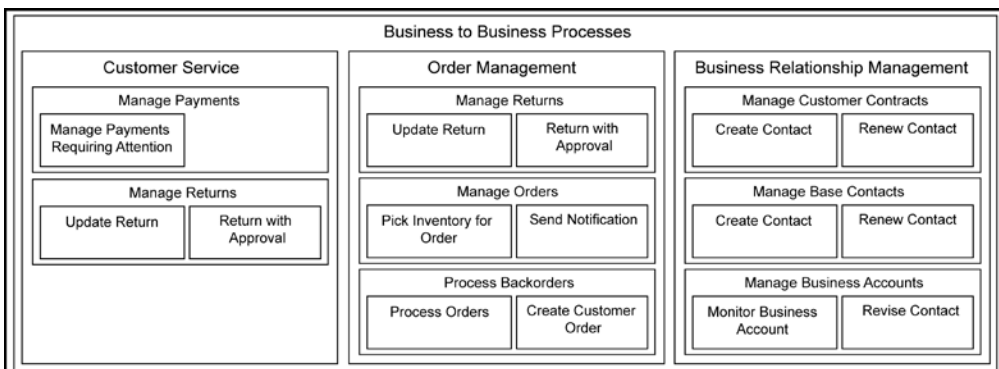 Business to Business Processes
Customer Service
Manage Payments
Manage Payments
Requiring Attention
Manage Returns
Update Return
Return with
Approval
Order Management
Manage Returns
Update Return
Return with
Approval
Manage Orders
Pick Inventory for
Order
Send Notification
Process Backorders
Process Orders
Create Customer
Order
Business Relationship Management
Manage Customer Contracts
Create Contact
Renew Contact
Manage Base Contacts
Create Contact
Renew Contact
Manage Business Accounts
Monitor Business
Account
Revise Contact